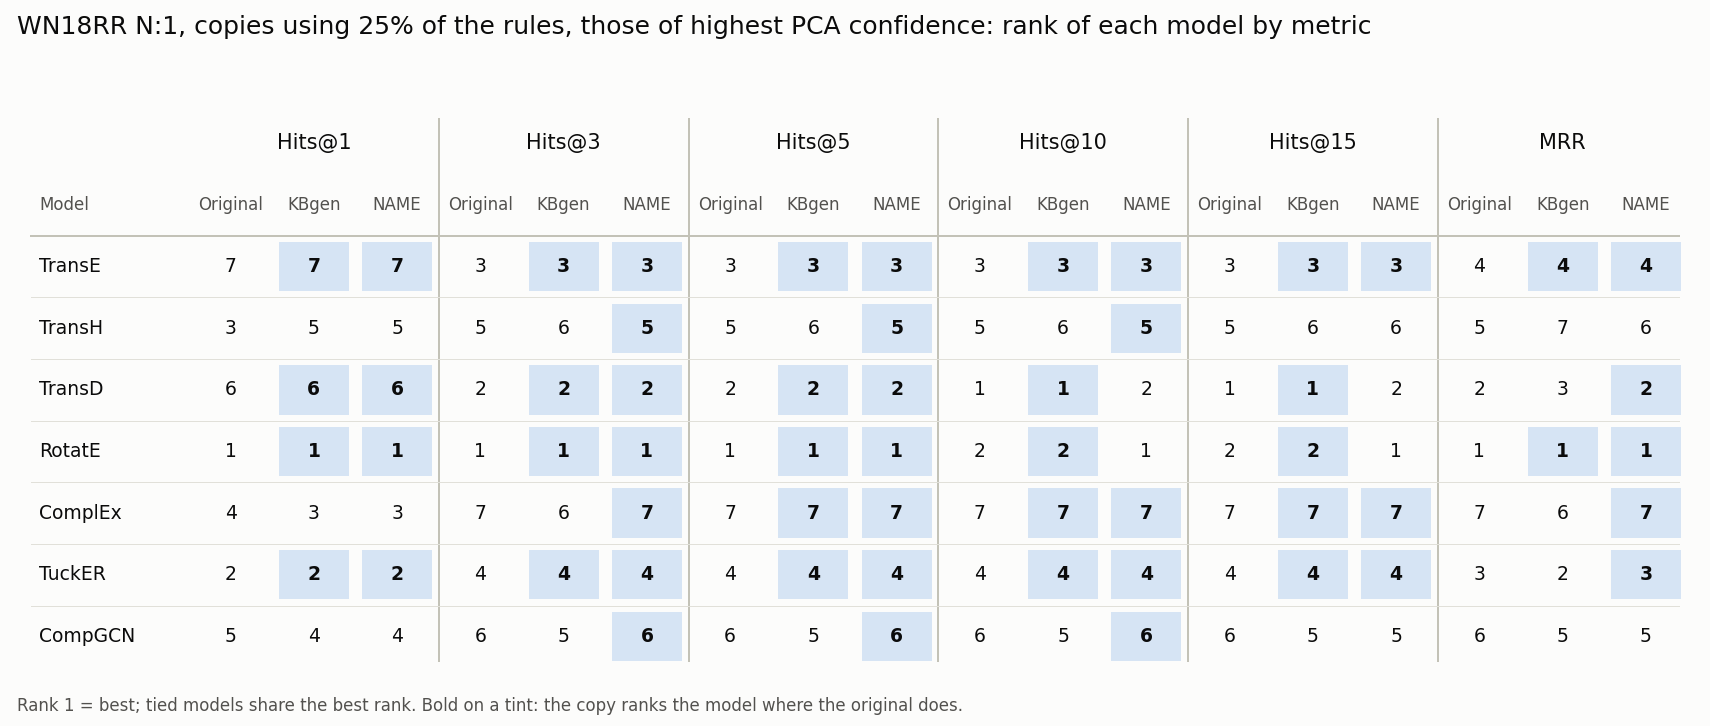 WN18RR N:1, copies using 25% of the rules, those of highest PCA confidence: rank of each model by metric
Hits@1 Hits@3 Hits@5 Hits@10 Hits@15 MRR
Model Original KBgen NAME Original KBgen NAME Original KBgen NAME Original KBgen NAME Original KBgen NAME Original KBgen NAME
TransE 7 7 7 3 3 3 3 3 3 3 3 3 3 3 3 4 4 4
TransH 3 5 5 5 6 5 5 6 5 5 6 5 5 6 6 5 7 6
TransD 6 6 6 2 2 2 2 2 2 1 1 2 1 1 2 2 3 2
RotatE 1 1 1 1 1 1 1 1 1 2 2 1 2 2 1 1 1 1
ComplEx 4 3 3 7 6 7 7 7 7 7 7 7 7 7 7 7 6 7
TuckER 2 2 2 4 4 4 4 4 4 4 4 4 4 4 4 3 2 3
CompGCN 5 4 4 6 5 6 6 5 6 6 5 6 6 5 5 6 5 5
Rank 1 = best; tied models share the best rank. Bold on a tint: the copy ranks the model where the original does.